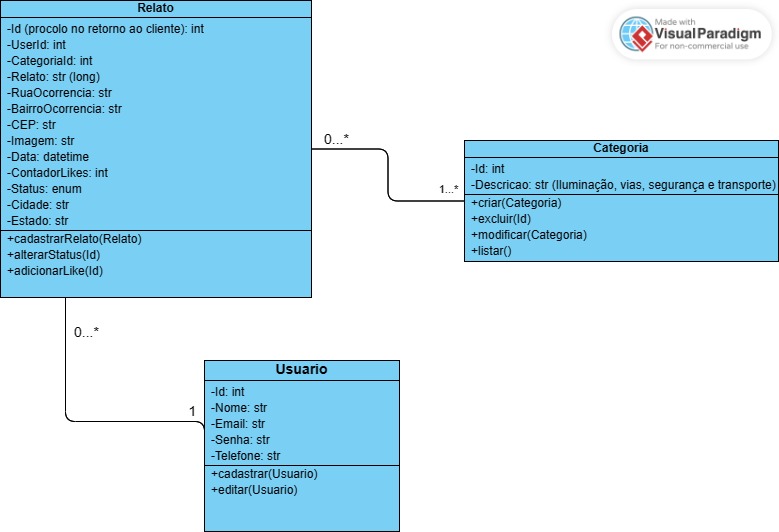 Relato
-Id (procolo no retorno ao cliente): int
-UserId: int
-CategoriaId: int
-Relato: str (long)
-RuaOcorrencia: str
-BairroOcorrencia: str
-CEP: str
-Imagem: str
-Data: datetime
-ContadorLikes: int
-Status: enum
-Cidade: str
-Estado: str
+cadastrarRelato(Relato)
+alterarStatus(Id)
+adicionarLike(Id)
Made with
VisualParadigm
For non-commercial use
0...*
1...*
Categoria
-Id: int
-Descricao: str (Iluminação, vias, segurança e transporte)
+criar(Categoria)
+excluir(Id)
+modificar(Categoria)
+listar()
0...*
1
Usuario
-Id: int
-Nome: str
-Email: str
-Senha: str
-Telefone: str
+cadastrar(Usuario)
+editar(Usuario)